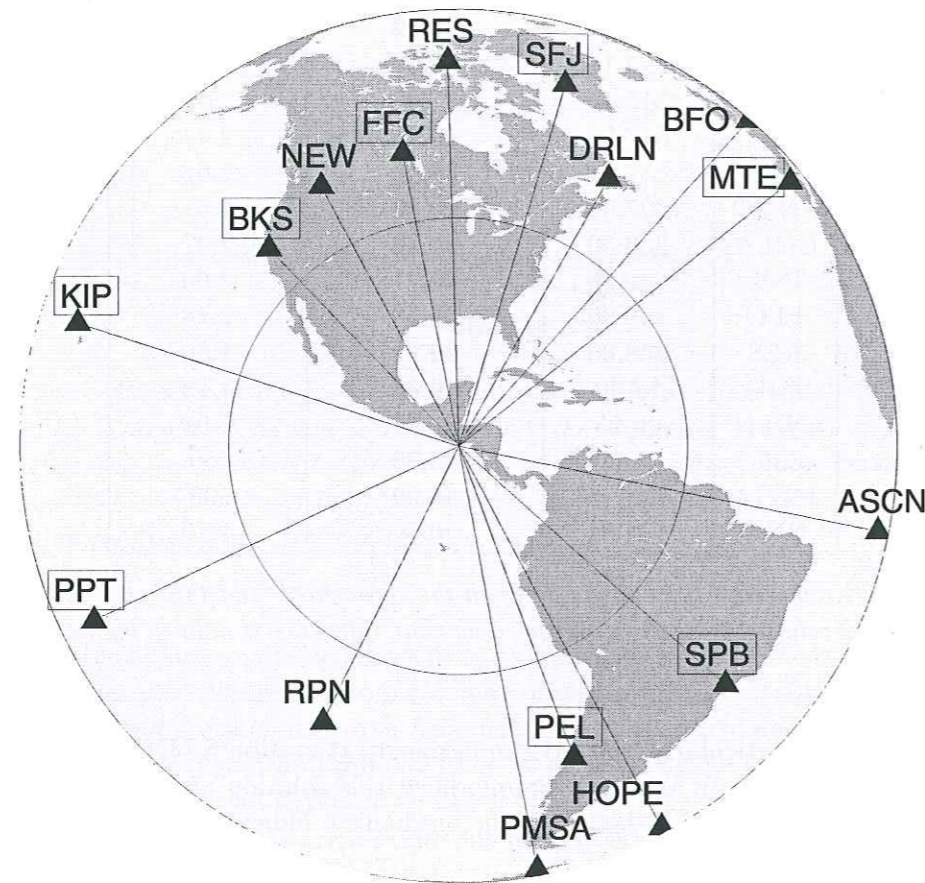 RES
SFJ
FFC
BFO
NEW
DRLN
MTE
BKS
KIP
ASCN
PPT
SPB
RPN
PEL
HOPE
PMSA